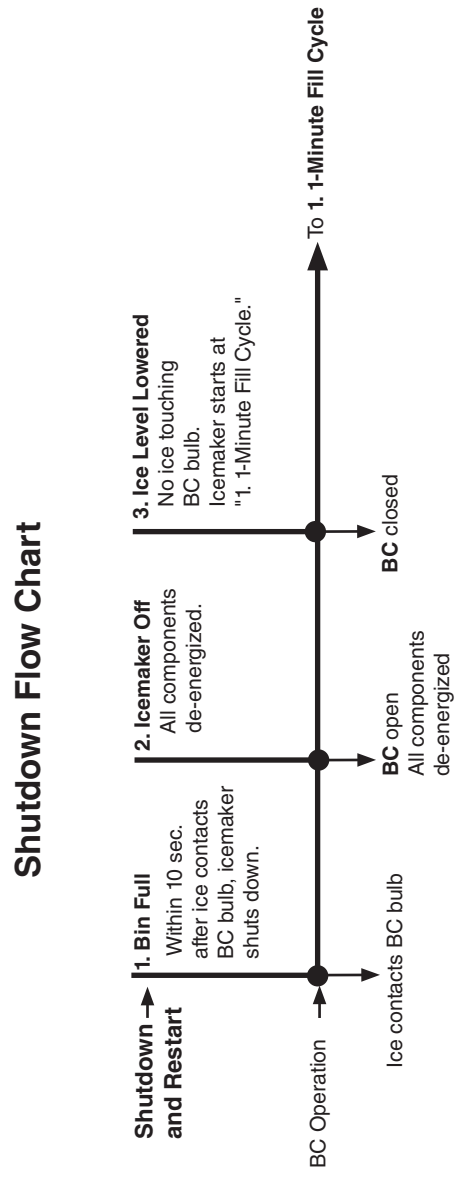 Shutdown Flow Chart
Shutdown
and Restart
1. Bin Full
Within 10 sec.
after ice contacts
BC bulb, icemaker
shuts down.
2. Icemaker Off
All components
de-energized.
3. Ice Level Lowered
No ice touching
BC bulb.
Icemaker starts at
"1. 1-Minute Fill Cycle."
BC Operation
To 1. 1-Minute Fill Cycle
Ice contacts BC bulb
BC open
All components
de-energized
BC closed